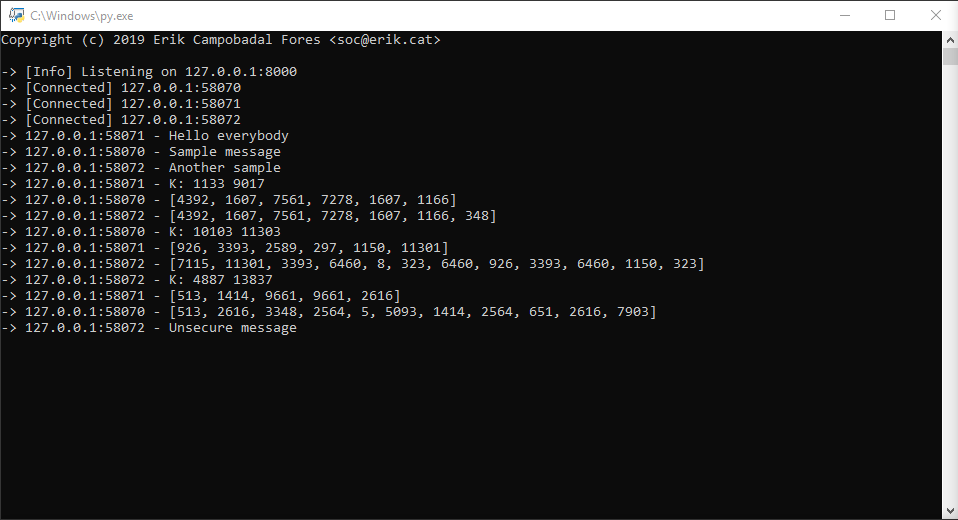 C:\Windows\py.exe
Copyright (c) 2019 Erik Campobadal Fores <soc@erik.cat>
-> [Info] Listening on 127.0.0.1:8000
-> [Connected] 127.0.0.1:58070
-> [Connected] 127.0.0.1:58071
-> [Connected] 127.0.0.1:58072
-> 127.0.0.1:58071 - Hello everybody
-> 127.0.0.1:58070 - Sample message
-> 127.0.0.1:58072 - Another sample
-> 127.0.0.1:58071 - K: 1133 9017
-> 127.0.0.1:58070 - [4392, 1607, 7561, 7278, 1607, 1166]
-> 127.0.0.1:58072 - [4392, 1607, 7561, 7278, 1607, 1166, 348]
-> 127.0.0.1:58070 - K: 10103 11303
-> 127.0.0.1:58071 - [926, 3393, 2589, 297, 1150, 11301]
-> 127.0.0.1:58072 - [7115, 11301, 3393, 6460, 8, 323, 6460, 926, 3393, 6460, 1150, 323]
-> 127.0.0.1:58072 - K: 4887 13837
-> 127.0.0.1:58071 - [513, 1414, 9661, 9661, 2616]
-> 127.0.0.1:58070 - [513, 2616, 3348, 2564, 5, 5093, 1414, 2564, 651, 2616, 7903]
-> 127.0.0.1:58072 - Unsecure message